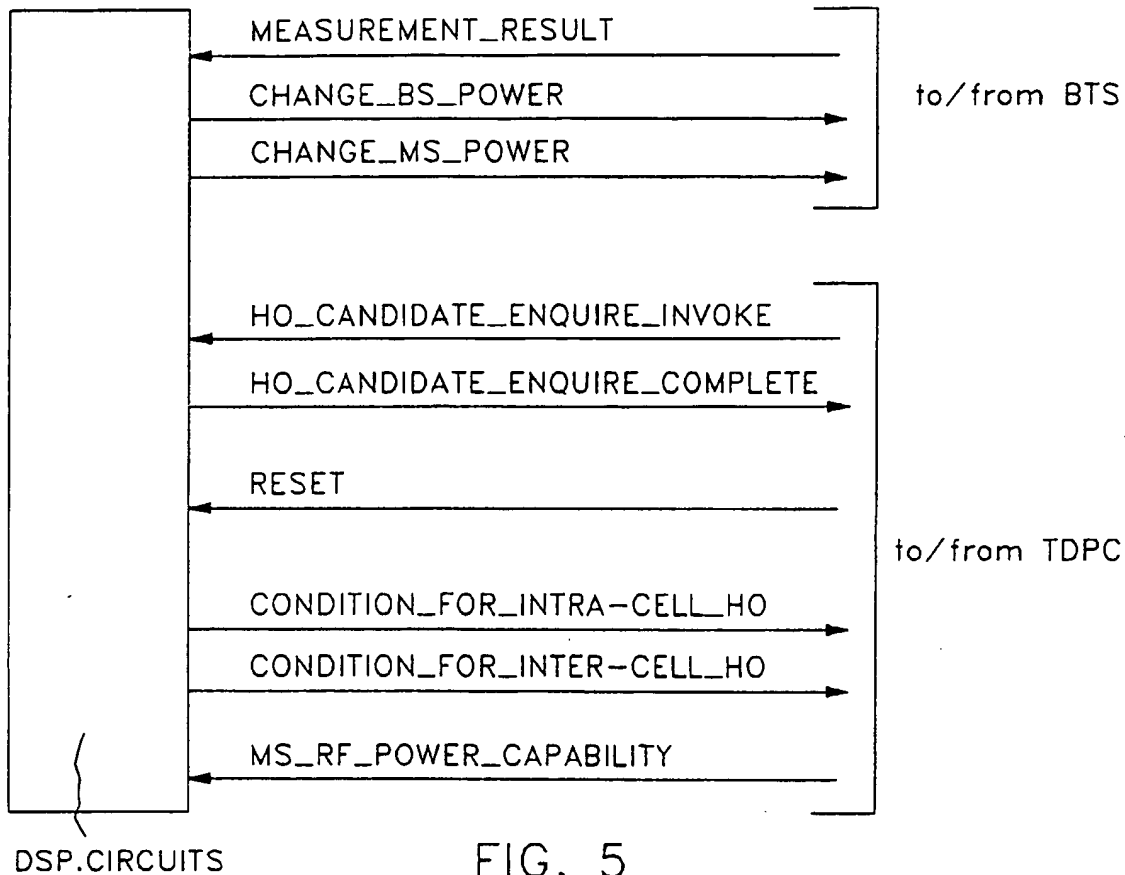 MEASUREMENT_RESULT
CHANGE_BS_POWER
to/from BTS
CHANGE_MS_POWER
HO_CANDIDATE_ENQUIRE_INVOKE
HO_CANDIDATE_ENQUIRE_COMPLETE
RESET
to/from TDPC
CONDITION_FOR_INTRA-CELL_HO
CONDITION_FOR_INTER-CELL_HO
MS_RF_POWER_CAPABILITY
DSP.CIRCUITS
FIG. 5